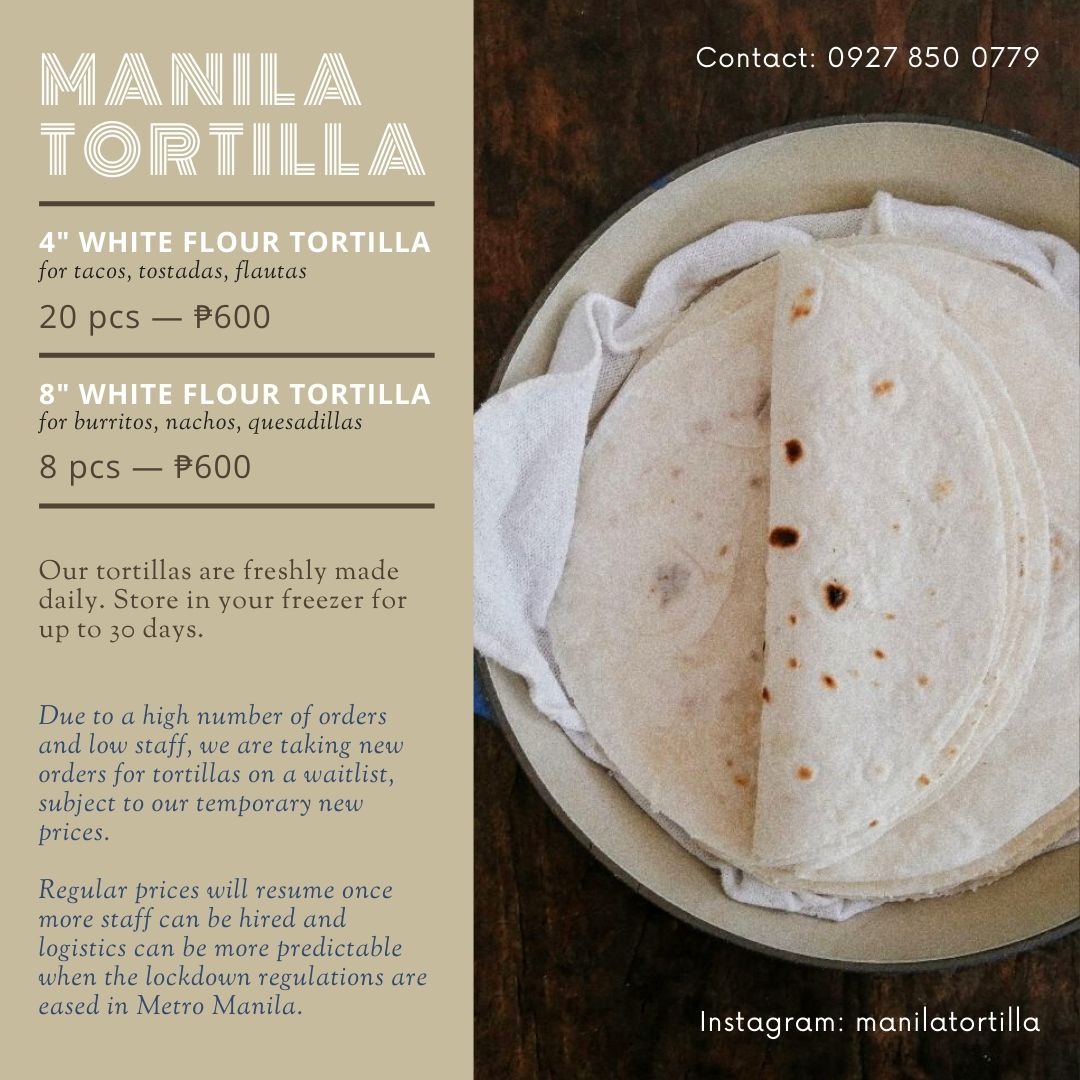 MANILA
TORTILLA
Contact: 0927 850 0779
4" WHITE FLOUR TORTILLA
for tacos, tostadas, flautas
20 pcs — ₱600
8" WHITE FLOUR TORTILLA
for burritos, nachos, quesadillas
8 pcs — ₱600
Our tortillas are freshly made
daily. Store in your freezer for
up to 30 days.
Due to a high number of orders
and low staff, we are taking new
orders for tortillas on a waitlist,
subject to our temporary new
prices.
Regular prices will resume once
more staff can be hired and
logistics can be more predictable
when the lockdown regulations are
eased in Metro Manila.
Instagram: manilatortilla